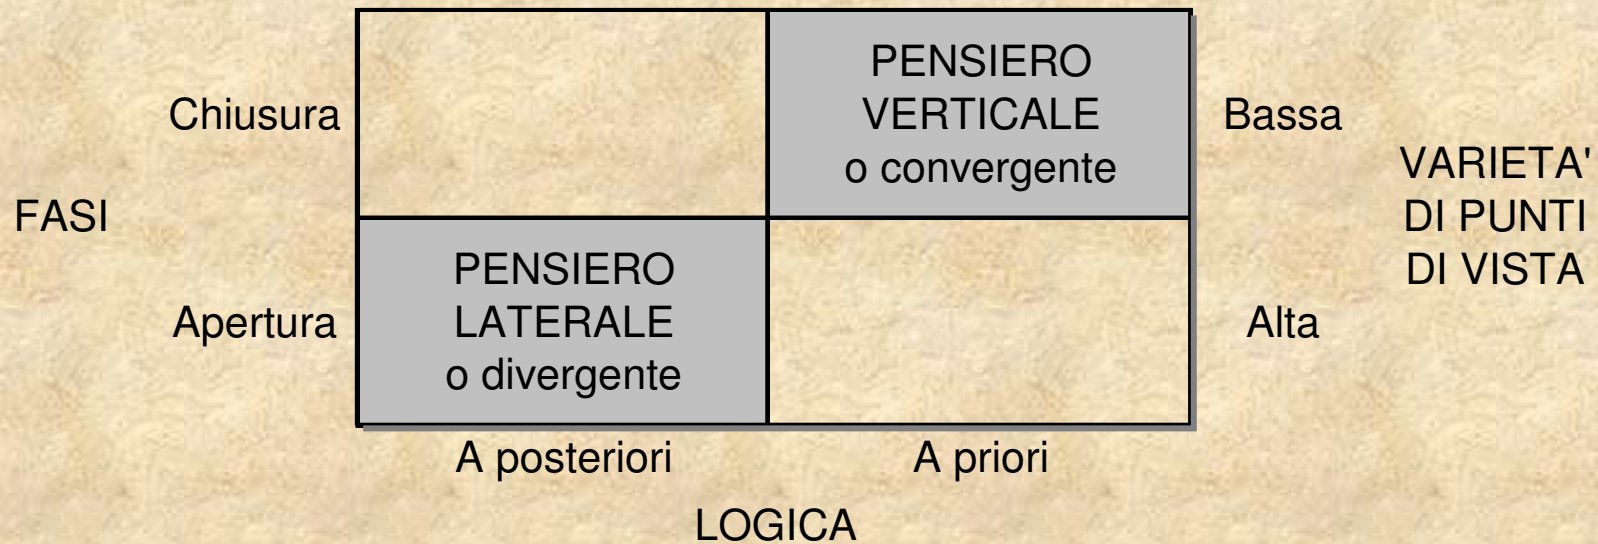 PENSIERO
VERTICALE
o convergente
Chiusura
Bassa
VARIETA'
DI PUNTI
DI VISTA
FASI
PENSIERO
LATERALE
o divergente
Apertura
Alta
A posteriori
A priori
LOGICA